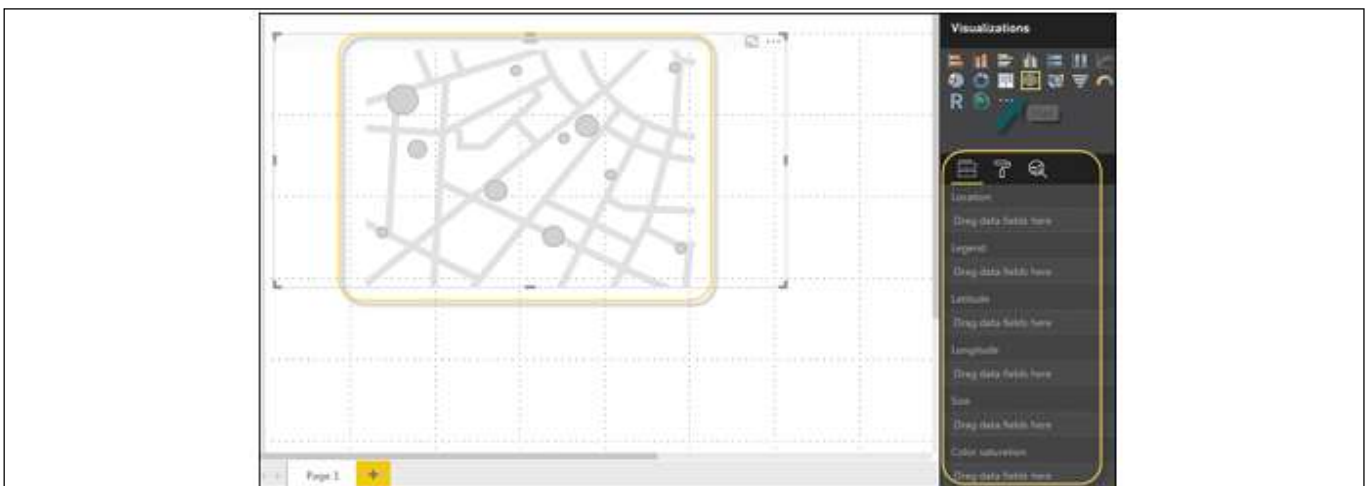 Visualizations
R
Location
Drag data fields here
Legend
Drag data fields here
Latitude
Drag data fields here
Longitude
Drag data fields here
Size
Drag data fields here
Color saturation
Drag data fields here
Page 1
+